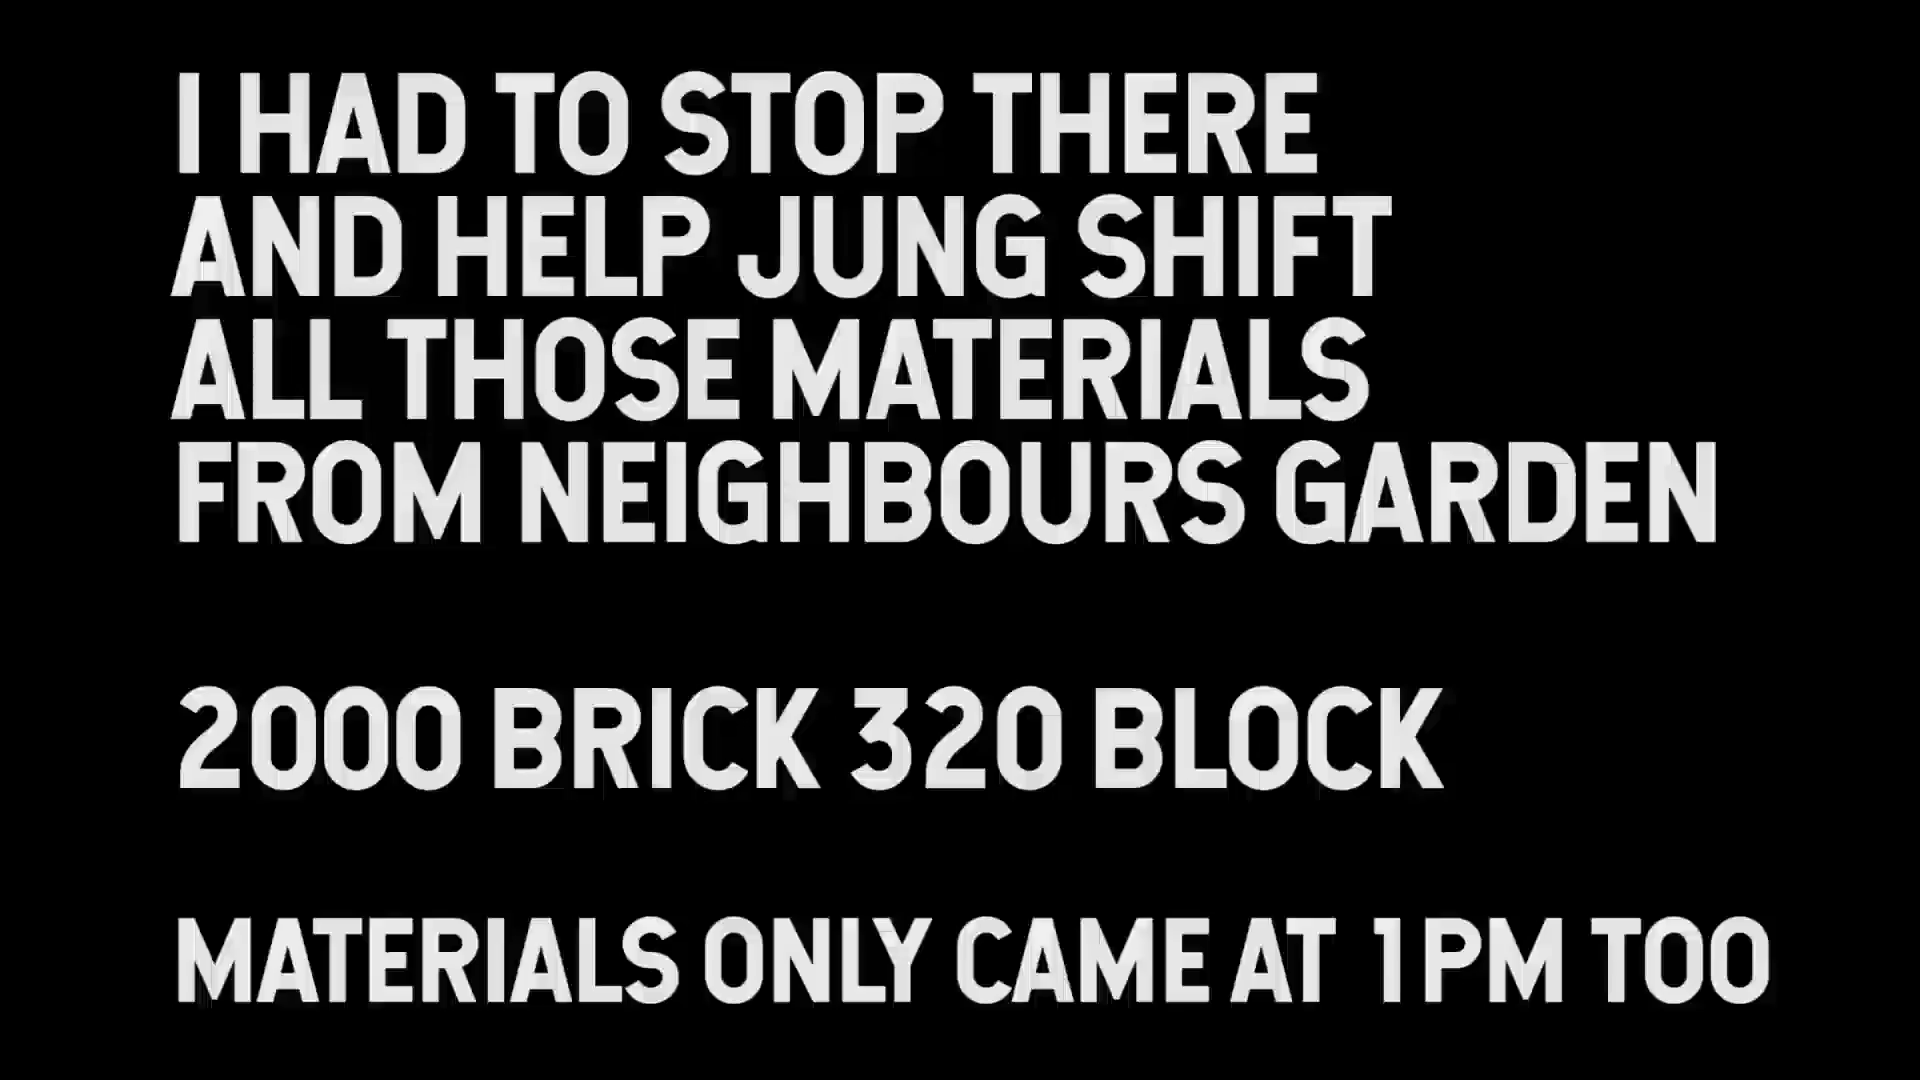 I HAD TO STOP THERE
AND HELP JUNG SHIFT
ALL THOSE MATERIALS
FROM NEIGHBOURS GARDEN
2000 BRICK 320 BLOCK
MATERIALS ONLY CAME AT 1PM TOO